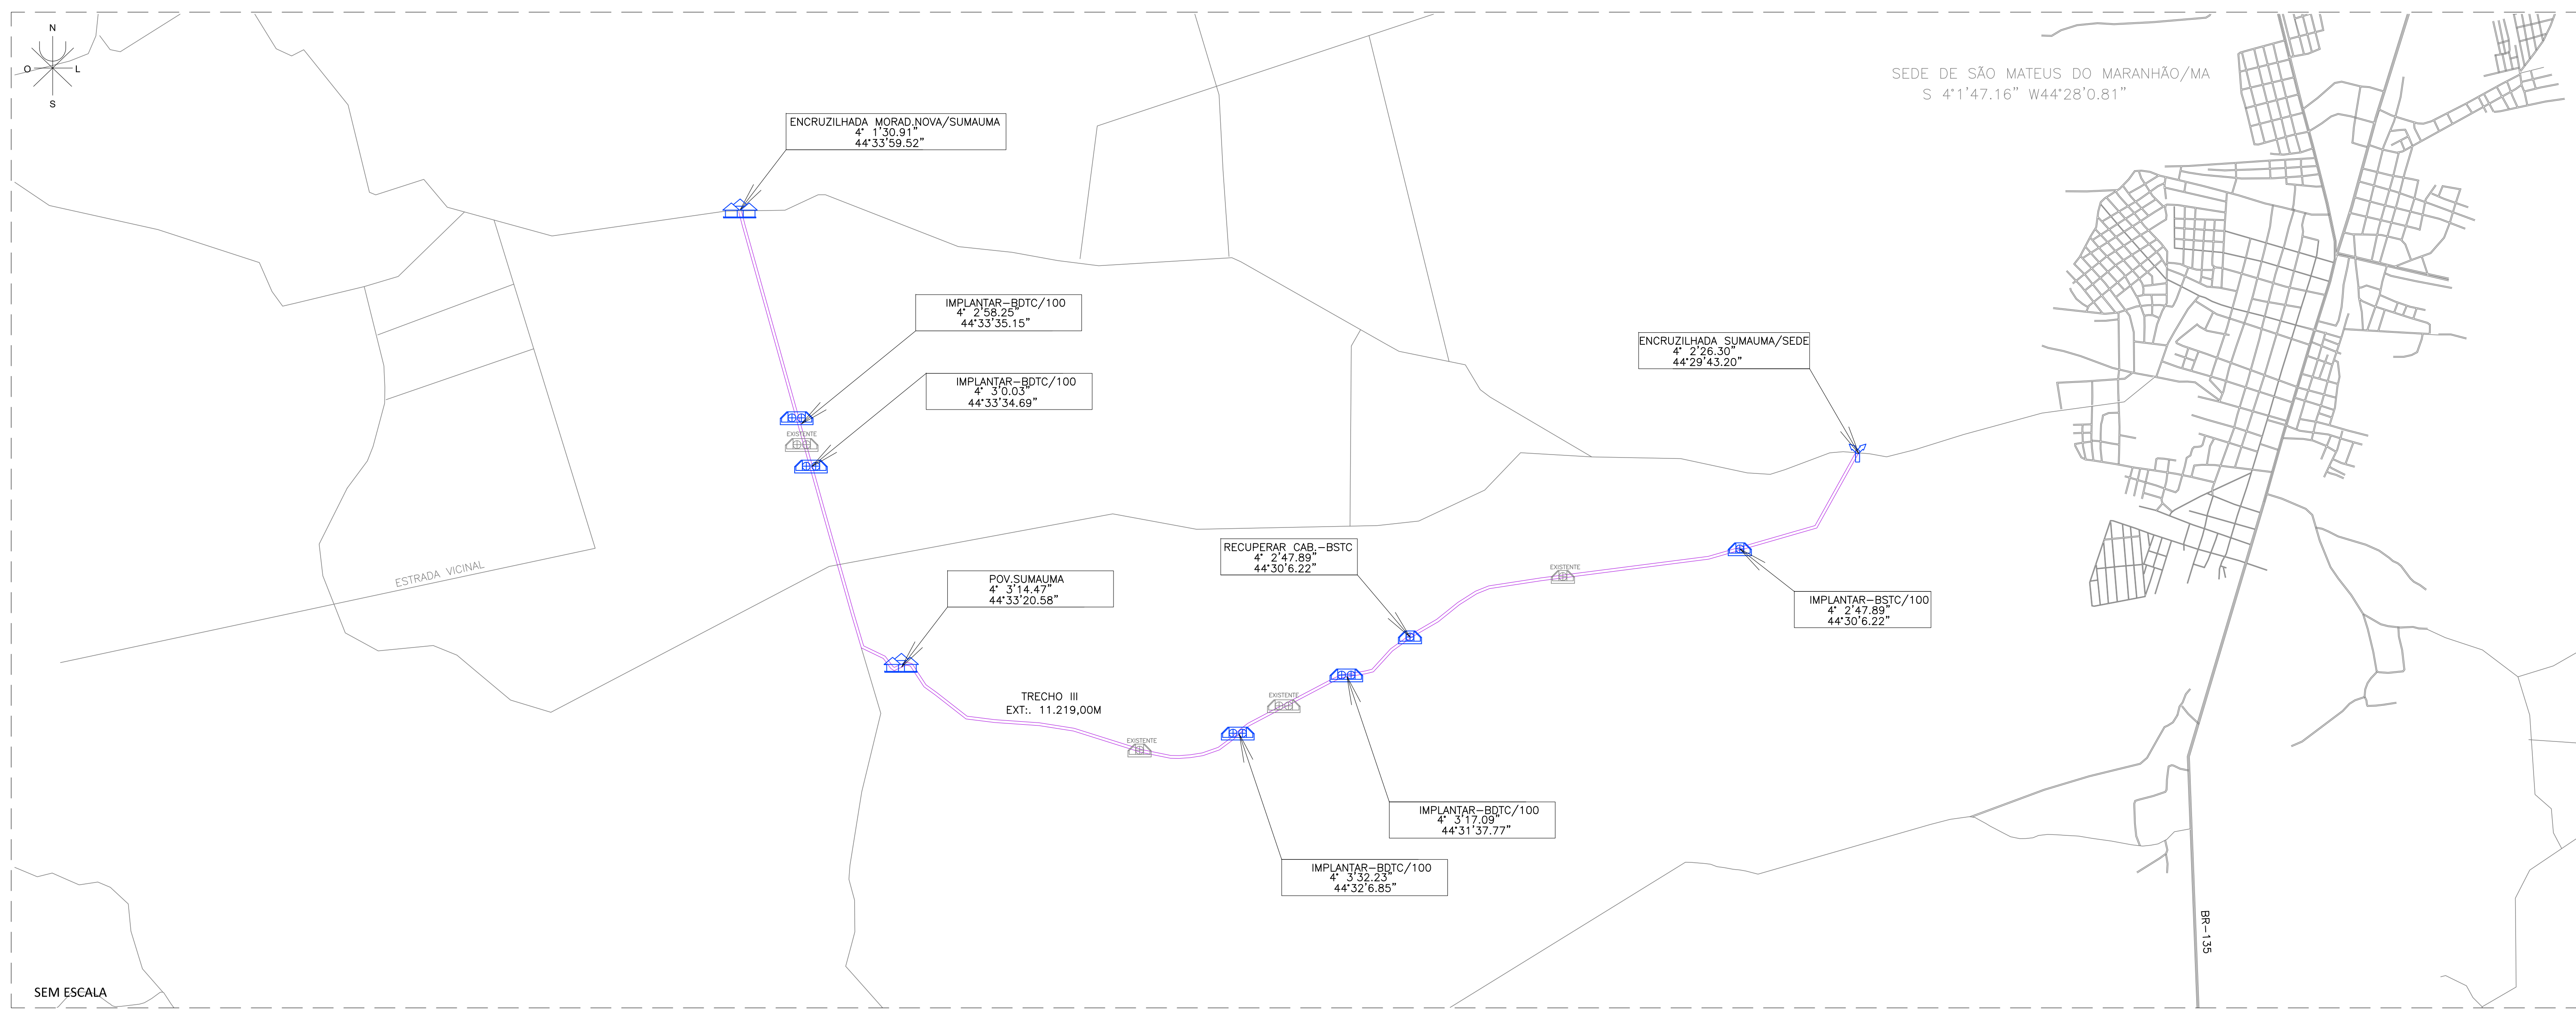 N
O
L
S
SEDE DE SÃO MATEUS DO MARANHÃO/MA
S 4°1'47.16" W44°28'0.81"
ENCRUZILHADA MORAD.NOVA/SUMAUMA
4° 1'30.91"
44°33'59.52"
IMPLANTAR-BDTC/100
4° 2'58.25"
44°33'35.15"
IMPLANTAR-BDTC/100
4° 3'0.03"
44°33'34.69"
EXISTENTE
ENCRUZILHADA SUMAUMA/SEDE
4° 2'26.30"
44°29'43.20"
RECUPERAR CAB.-BSTC
4° 2'47.89"
44°30'6.22"
EXISTENTE
IMPLANTAR-BSTC/100
4° 2'47.89"
44°30'6.22"
ESTRADA VICINAL
POV.SUMAUMA
4° 3'14.47"
44°33'20.58"
TRECHO III
EXT:. 11.219,00M
EXISTENTE
EXISTENTE
IMPLANTAR-BDTC/100
4° 3'17.09"
44°31'37.77"
IMPLANTAR-BDTC/100
4° 3'32.23"
44°32'6.85"
BR-135
SEM ESCALA